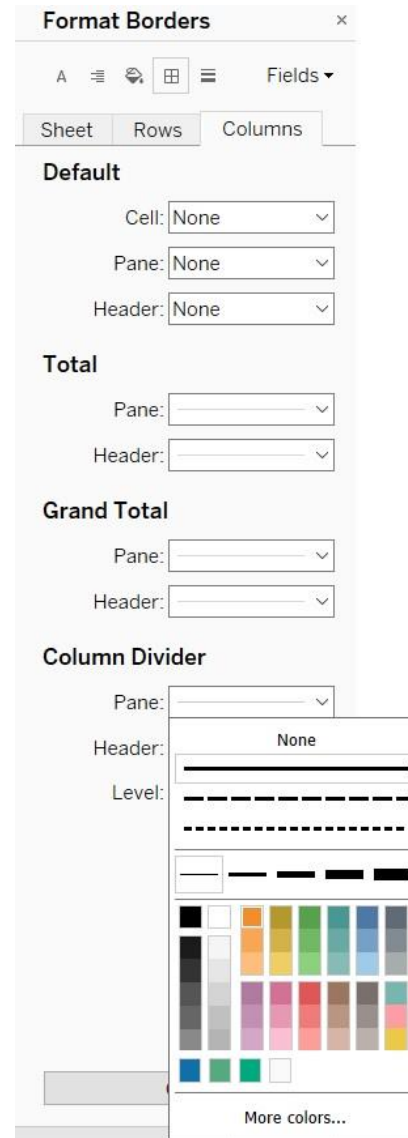 Format Borders ×
A Fields
Sheet Rows Columns
Default
Cell: None
Pane: None
Header: None
Total
Pane:
Header:
Grand Total
Pane:
Header:
Column Divider
Pane:
None
Header:
Level:
More colors...